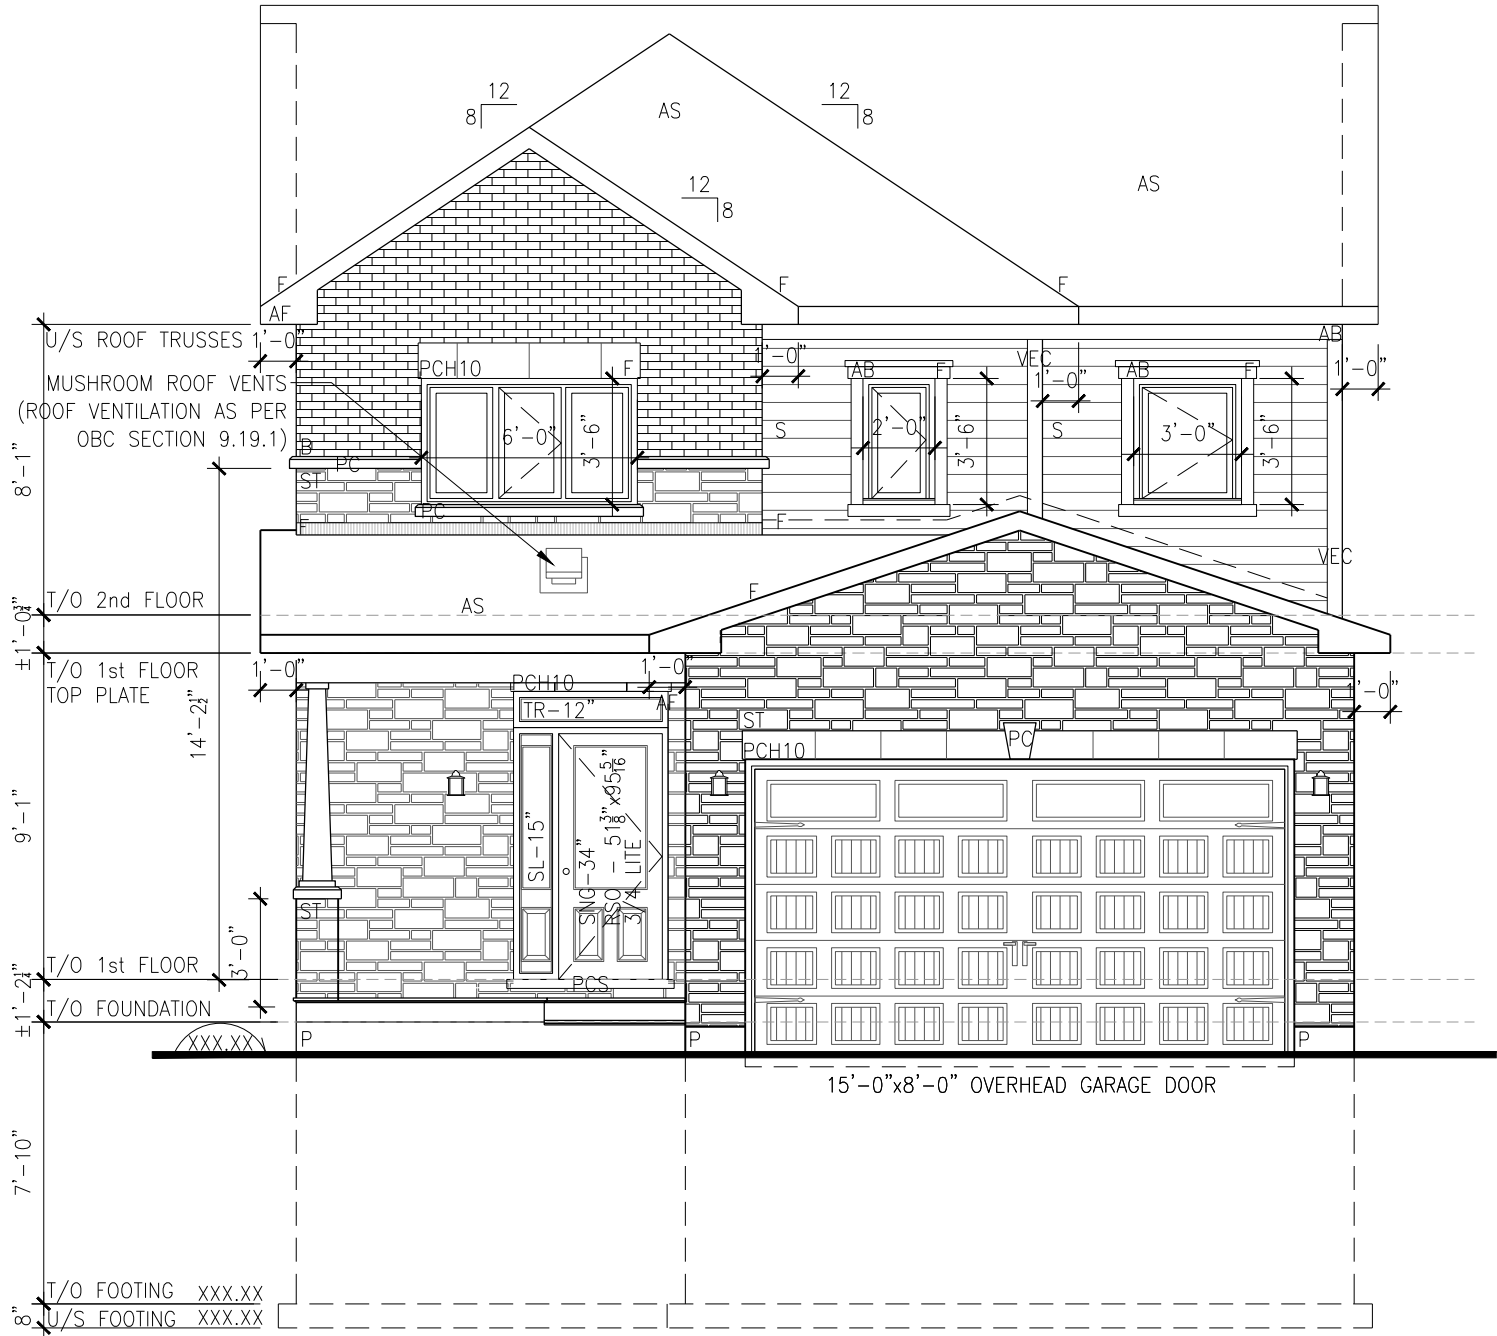 12
8
12
8
AS
12
8
AS
F
F
F
AF
U/S ROOF TRUSSES
1'-0"
AB
MUSHROOM ROOF VENTS
(ROOF VENTILATION AS PER
OBC SECTION 9.19.1)
PCH10
F
1'-0"
AB
F
VEC
1'-0"
AB
F
1'-0"
8'-1"
B
PC
ST
6'-0"
3'-6"
PC
S
2'-0"
3'-6"
S
3'-0"
3'-6"
F
F
VEC
T/O 2nd FLOOR
AS
F
±1'-0¾"
T/O 1st FLOOR
TOP PLATE
1'-0"
14'-2½"
PCH10
1'-0"
AF
TR-12"
1'-0"
ST
PCH10
PC
9'-1"
SL-15"
SNG-34"
RSO - 51⅜"x95 5/16"
3/4 LITE
ST
3'-0"
T/O 1st FLOOR
PCS
±1'-2¼"
T/O FOUNDATION
XXX.XX
P
P
P
15'-0"x8'-0" OVERHEAD GARAGE DOOR
7'-10"
T/O FOOTING XXX.XX
U/S FOOTING XXX.XX
8"